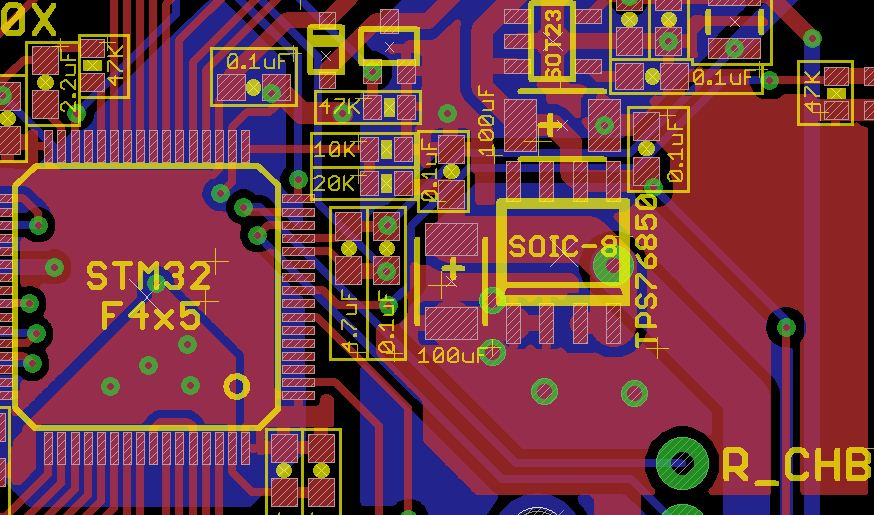 0X
2.2uF
47K
0.1uF
47K
100uF
SOT23
0.1uF
47K
10K
20K
0.1uF
0.1uF
STM32
F4x5
4.7uF
0.1uF
100uF
SOIC-8
TPS76850
R_CHB